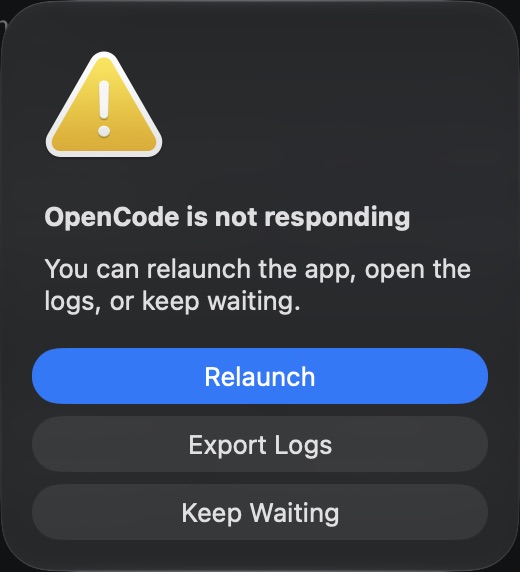 OpenCode is not responding
You can relaunch the app, open the
logs, or keep waiting.
Relaunch
Export Logs
Keep Waiting